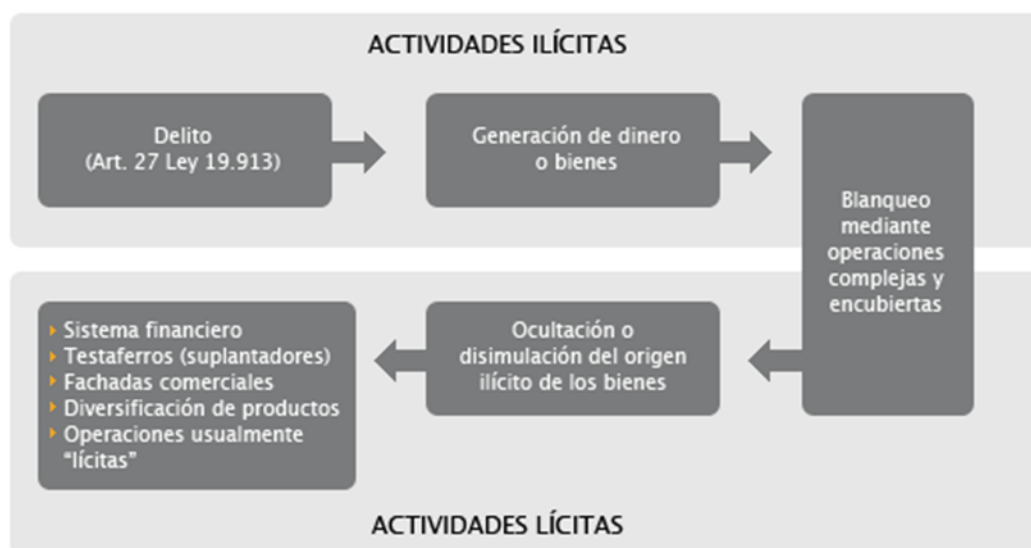 ACTIVIDADES ILÍCITAS
Delito
(Art. 27 Ley 19.913)
Generación de dinero
o bienes
Blanqueo
mediante
operaciones
complejas y
encubiertas
Ocultación o
disimulación del origen
ilícito de los bienes
Sistema financiero
Testaferros (suplantadores)
Fachadas comerciales
Diversificación de productos
Operaciones usualmente
“lícitas”
ACTIVIDADES LÍCITAS